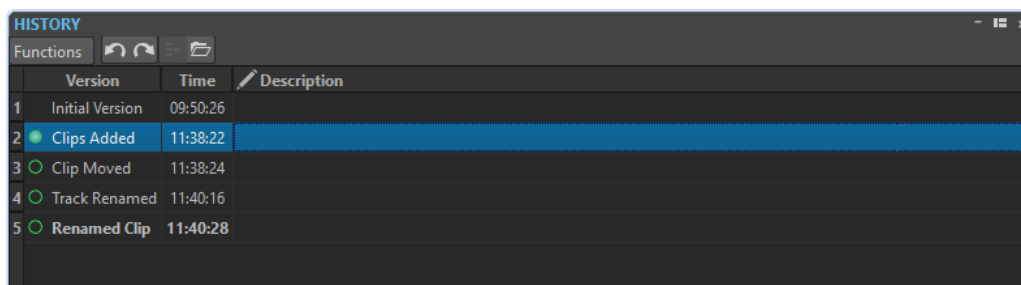 HISTORY
Functions
Version Time Description
1 Initial Version 09:50:26
2 Clips Added 11:38:22
3 Clip Moved 11:38:24
4 Track Renamed 11:40:16
5 Renamed Clip 11:40:28